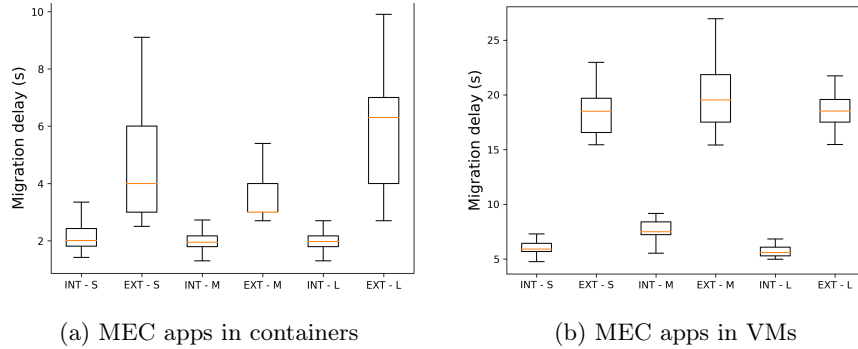 10
8
6
4
2
Migration delay (s)
INT - S
EXT - S
INT - M
EXT - M
INT - L
EXT - L
(a) MEC apps in containers
25
20
15
10
5
Migration delay (s)
INT - S
EXT - S
INT - M
EXT - M
INT - L
EXT - L
(b) MEC apps in VMs